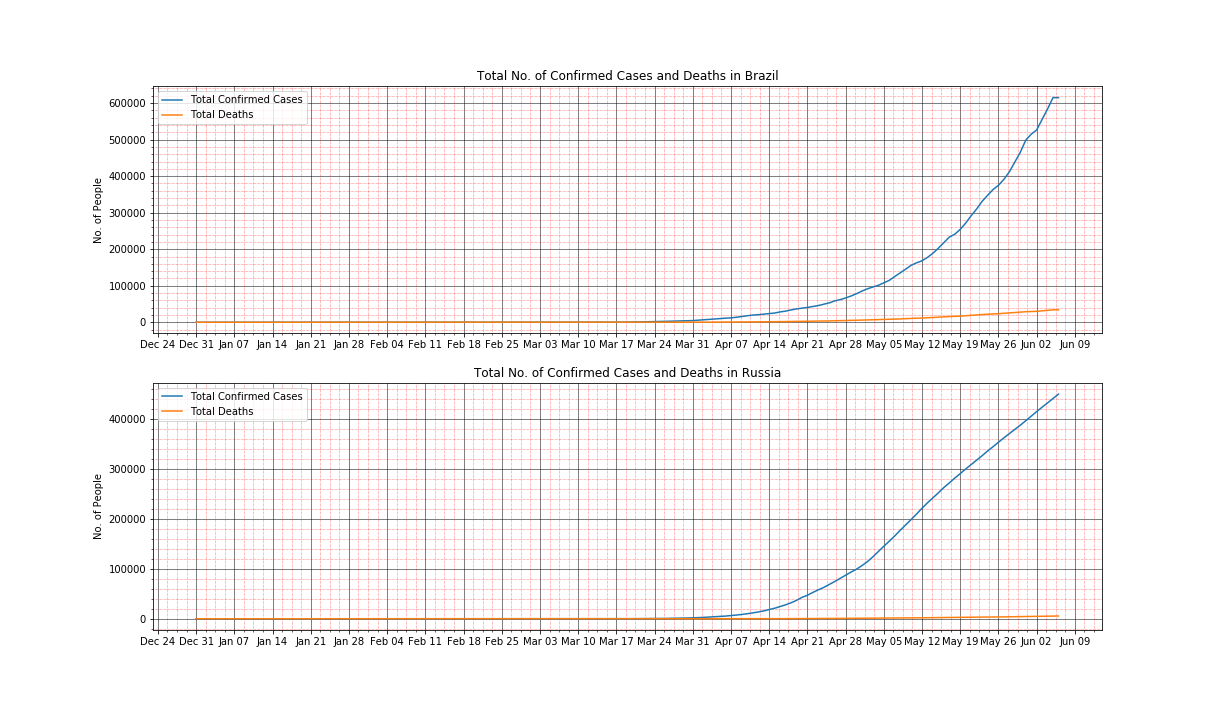 Total No. of Confirmed Cases and Deaths in Brazil
Total Confirmed Cases
Total Deaths
No. of People
600000
500000
400000
300000
200000
100000
0
Dec 24 Dec 31 Jan 07 Jan 14 Jan 21 Jan 28 Feb 04 Feb 11 Feb 18 Feb 25 Mar 03 Mar 10 Mar 17 Mar 24 Mar 31 Apr 07 Apr 14 Apr 21 Apr 28 May 05 May 12 May 19 May 26 Jun 02 Jun 09
Total No. of Confirmed Cases and Deaths in Russia
Total Confirmed Cases
Total Deaths
No. of People
400000
300000
200000
100000
0
Dec 24 Dec 31 Jan 07 Jan 14 Jan 21 Jan 28 Feb 04 Feb 11 Feb 18 Feb 25 Mar 03 Mar 10 Mar 17 Mar 24 Mar 31 Apr 07 Apr 14 Apr 21 Apr 28 May 05 May 12 May 19 May 26 Jun 02 Jun 09